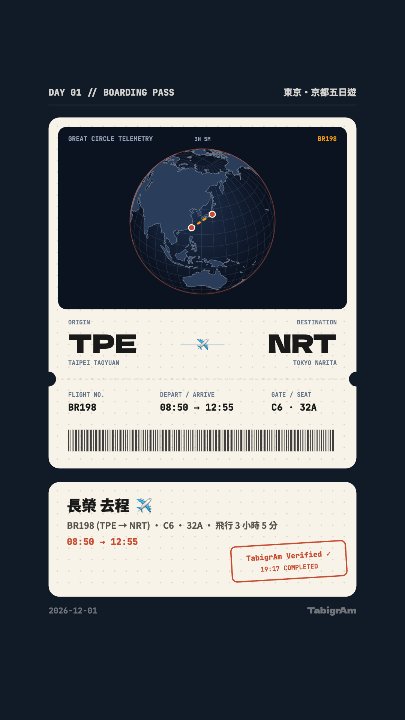 DAY 01 // BOARDING PASS
東京・京都五日遊
GREAT CIRCLE TELEMETRY
3H 5M
BR198
ORIGIN
DESTINATION
TPE
✈️
NRT
TAIPEI TAOYUAN
TOKYO NARITA
FLIGHT NO.
DEPART / ARRIVE
GATE / SEAT
BR198
08:50 → 12:55
C6 · 32A
長榮 去程 ✈️
BR198 (TPE → NRT) • C6 • 32A • 飛行 3 小時 5 分
08:50 → 12:55
TabigrAm Verified ✓
19:17 COMPLETED
2026-12-01
TabigrAm